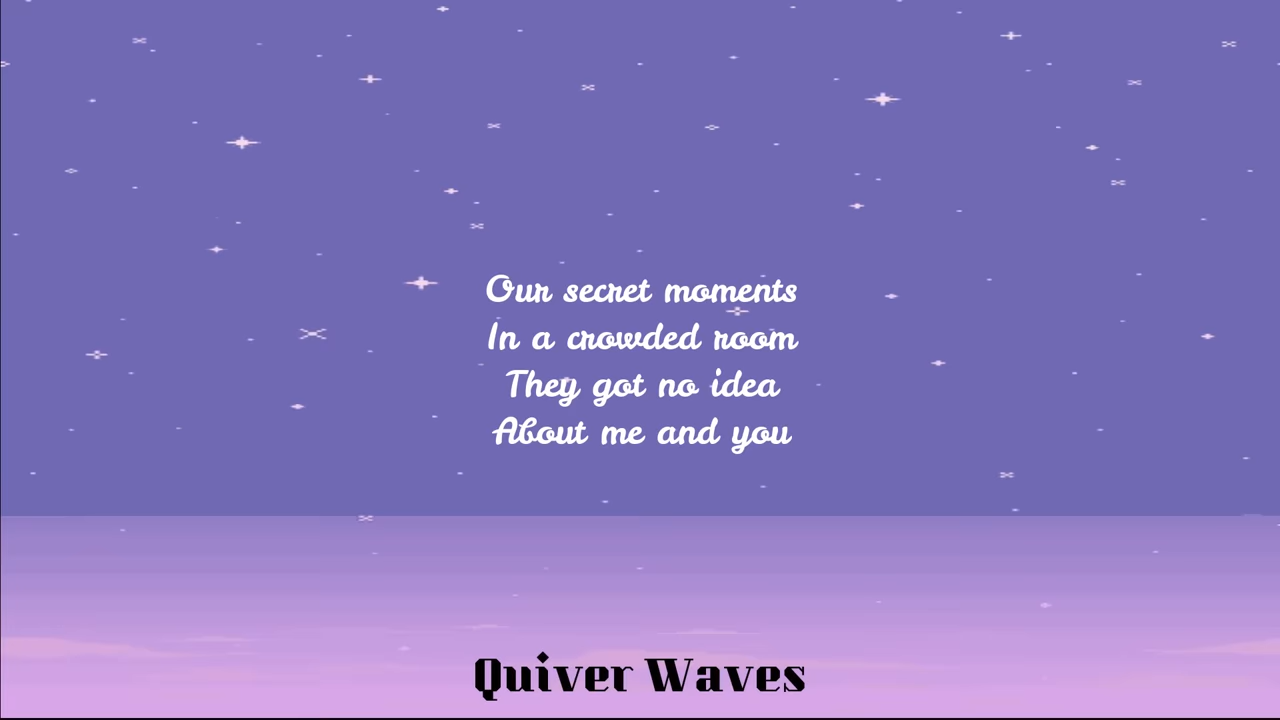 Our secret moments
In a crowded room
They got no idea
About me and you
Quiver Waves